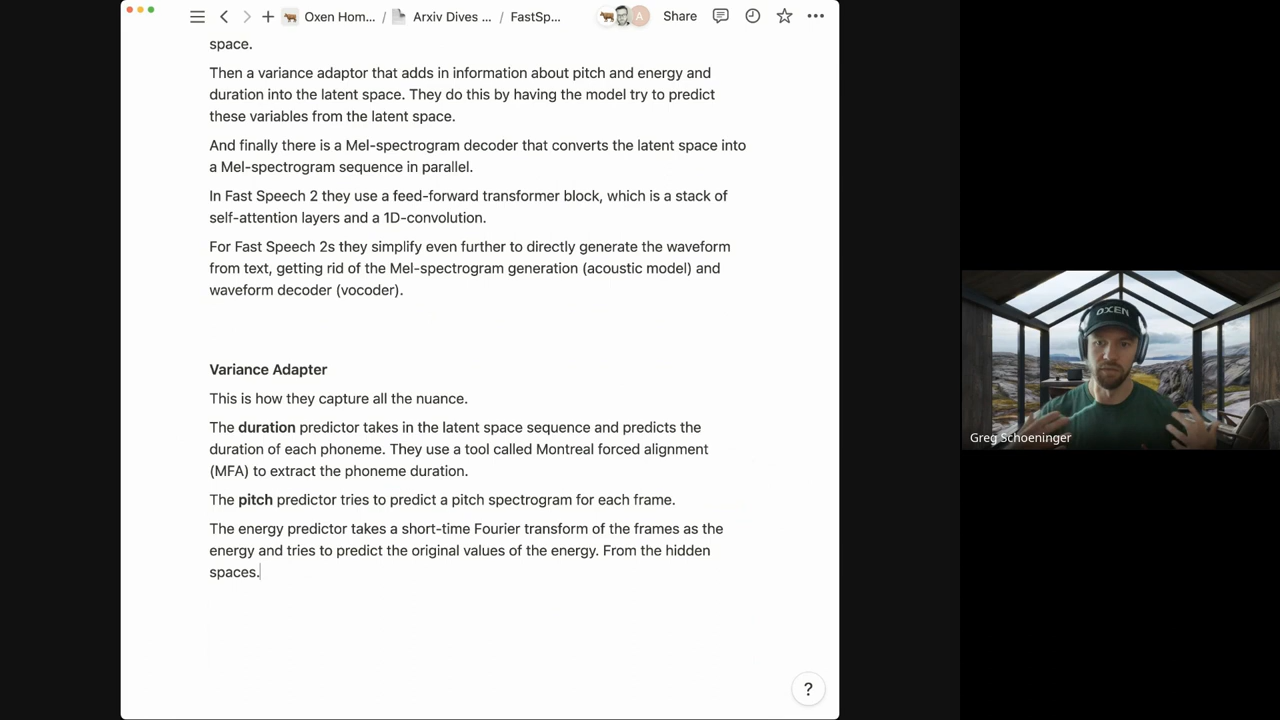 Oxen Hom... / Arxiv Dives ... / FastSp... A Share
space.
Then a variance adaptor that adds in information about pitch and energy and
duration into the latent space. They do this by having the model try to predict
these variables from the latent space.
And finally there is a Mel-spectrogram decoder that converts the latent space into
a Mel-spectrogram sequence in parallel.
In Fast Speech 2 they use a feed-forward transformer block, which is a stack of
self-attention layers and a 1D-convolution.
For Fast Speech 2s they simplify even further to directly generate the waveform
from text, getting rid of the Mel-spectrogram generation (acoustic model) and
waveform decoder (vocoder).
Variance Adapter
This is how they capture all the nuance.
The duration predictor takes in the latent space sequence and predicts the
duration of each phoneme. They use a tool called Montreal forced alignment
(MFA) to extract the phoneme duration.
The pitch predictor tries to predict a pitch spectrogram for each frame.
The energy predictor takes a short-time Fourier transform of the frames as the
energy and tries to predict the original values of the energy. From the hidden
spaces.
?
OXEN
Greg Schoeninger